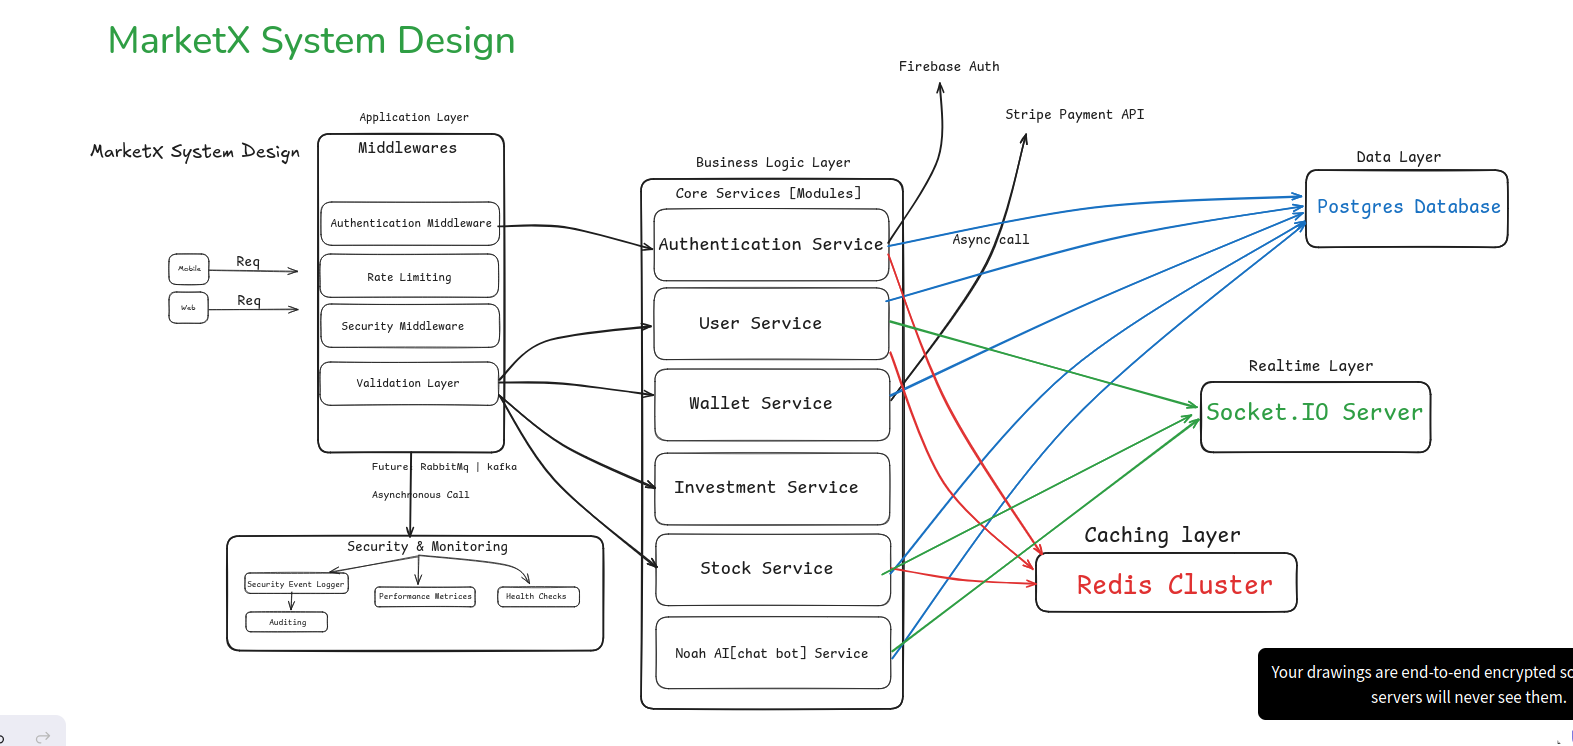 MarketX System Design
Firebase Auth
Stripe Payment API
Application Layer
MarketX System Design
Middlewares
Business Logic Layer
Data Layer
Core Services [Modules]
Postgres Database
Authentication Middleware
Authentication Service
Async call
Mobile
Req
Rate Limiting
Web
Req
Security Middleware
User Service
Realtime Layer
Validation Layer
Wallet Service
Socket.IO Server
Future: RabbitMq | kafka
Asynchronous Call
Investment Service
Security & Monitoring
Caching layer
Security Event Logger
Performance Metrices
Health Checks
Stock Service
Redis Cluster
Auditing
Noah AI[chat bot] Service
Your drawings are end-to-end encrypted so
servers will never see them.